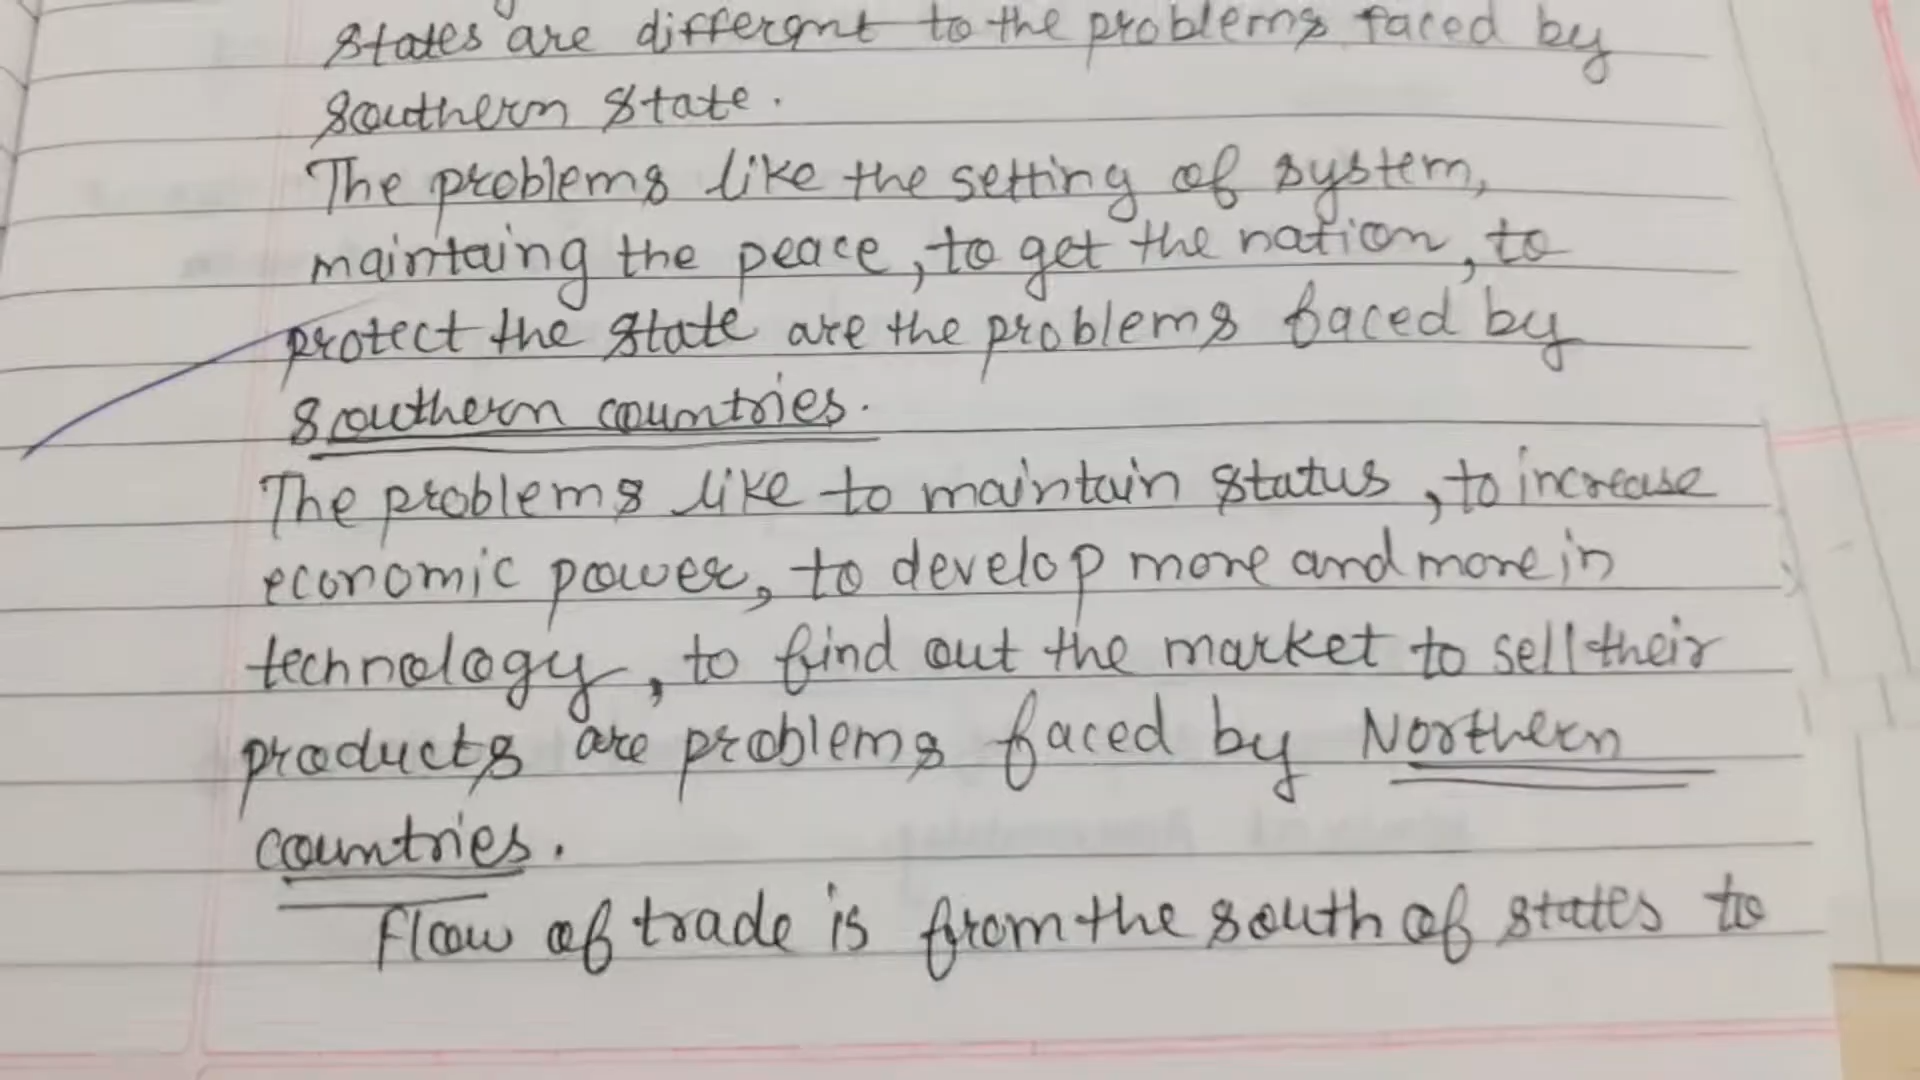 states are different to the problems faced by
southern state.
The problems like the setting of system,
maintaing the peace, to get the nation, to
protect the state are the problems faced by
southern countries.
The problems like to maintain status, to increase
economic power, to develop more and more in
technology, to find out the market to sell their
products are problems faced by Northern
countries.
Flow of trade is from the south of states to